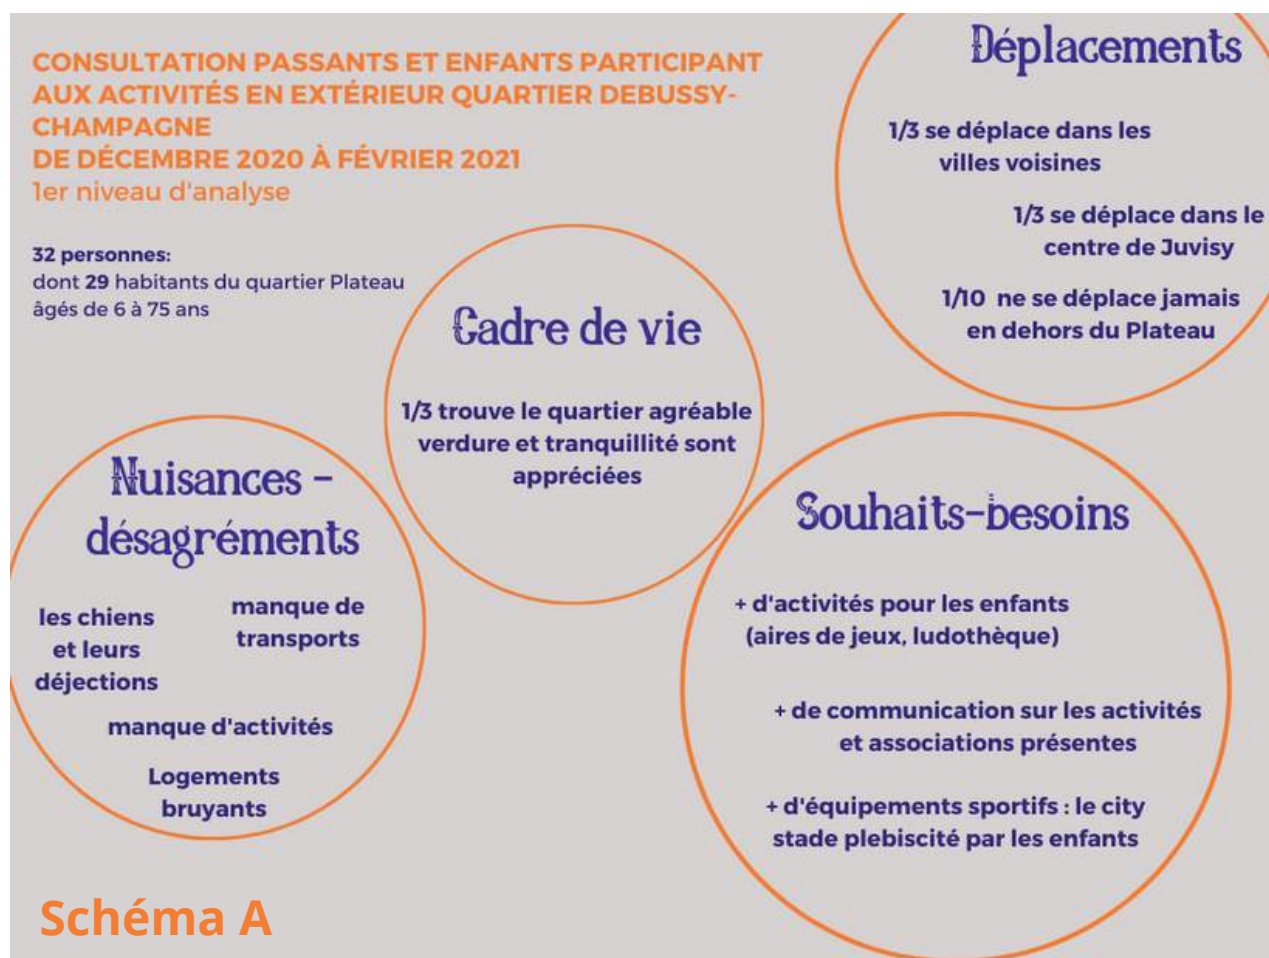 CONSULTATION PASSANTS ET ENFANTS PARTICIPANT
AUX ACTIVITÉS EN EXTÉRIEUR QUARTIER DEBUSSY-
CHAMPAGNE
DE DÉCEMBRE 2020 À FÉVRIER 2021
1er niveau d'analyse
32 personnes:
dont 29 habitants du quartier Plateau
âgés de 6 à 75 ans
Déplacements
1/3 se déplace dans les
villes voisines
1/3 se déplace dans le
centre de Juvisy
1/10 ne se déplace jamais
en dehors du Plateau
Cadre de vie
1/3 trouve le quartier agréable
verdure et tranquillité sont
appréciées
Nuisances -
désagréments
les chiens
et leurs
déjections
manque de
transports
manque d'activités
Logements
bruyants
Souhaits-besoins
+ d'activités pour les enfants
(aires de jeux, ludothèque)
+ de communication sur les activités
et associations présentes
+ d'équipements sportifs : le city
stade plebiscité par les enfants
Schéma A